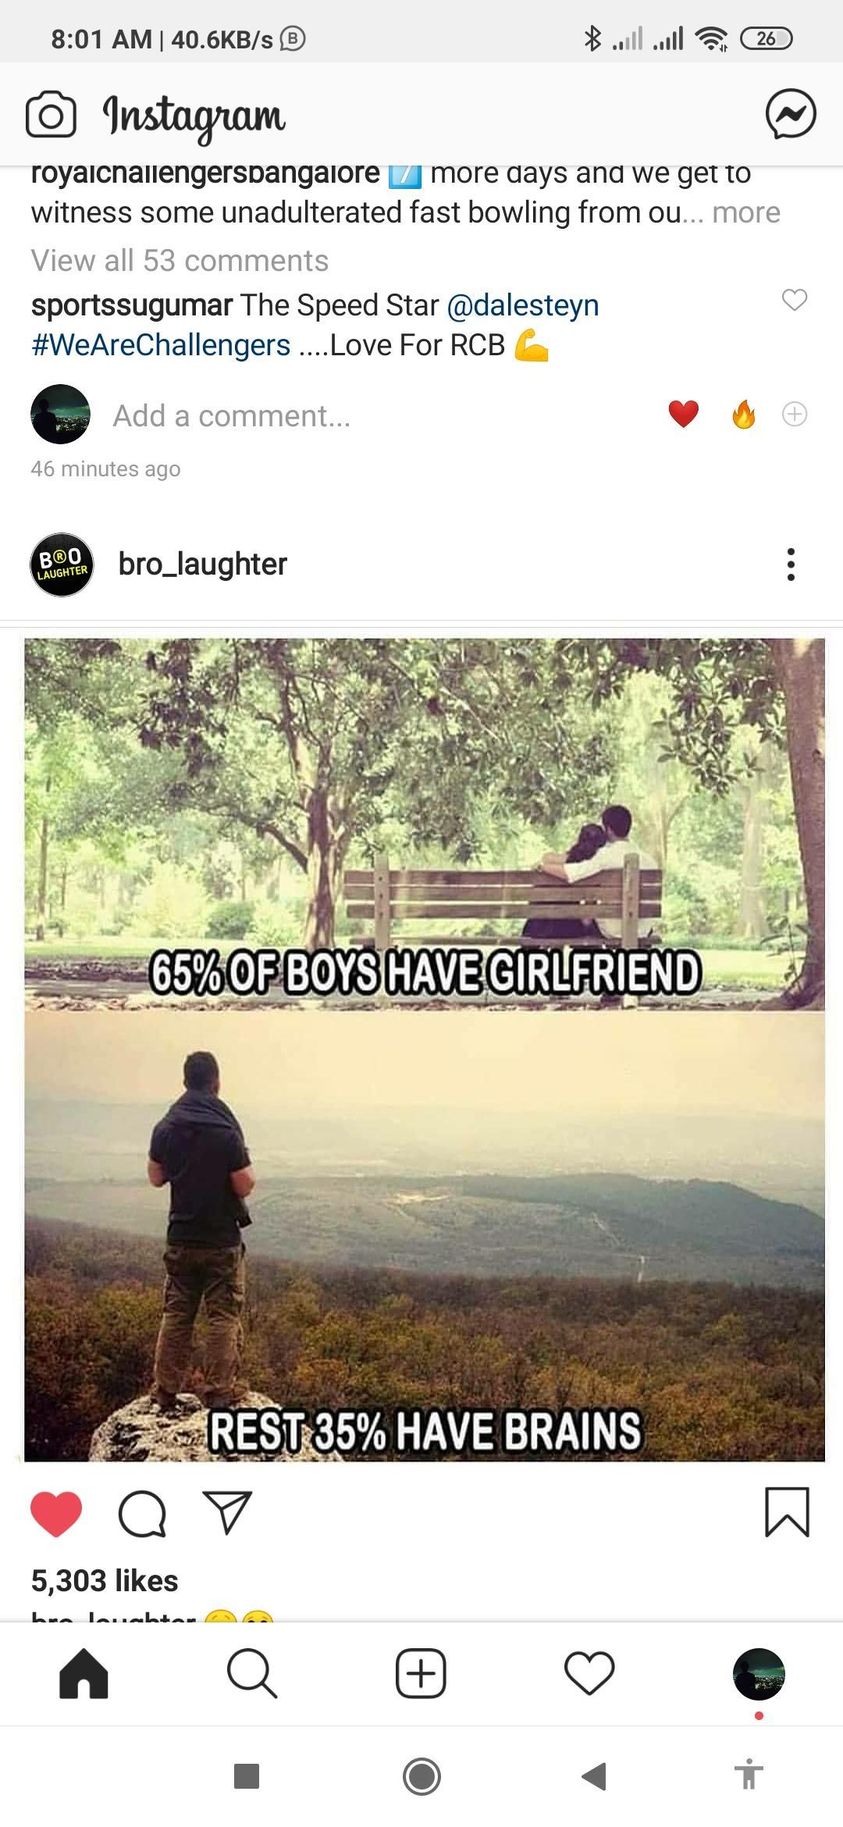 8:01 AM | 40.6KB/s B
26
Instagram
royalchallengersbangalore 7️⃣ more days and we get to
witness some unadulterated fast bowling from ou... more
View all 53 comments
sportssugumar The Speed Star @dalesteyn
#WeAreChallengers ....Love For RCB 💪
Add a comment...
46 minutes ago
BRO
LAUGHTER
bro_laughter
65% OF BOYS HAVE GIRLFRIEND
REST 35% HAVE BRAINS
5,303 likes
bro_laughter